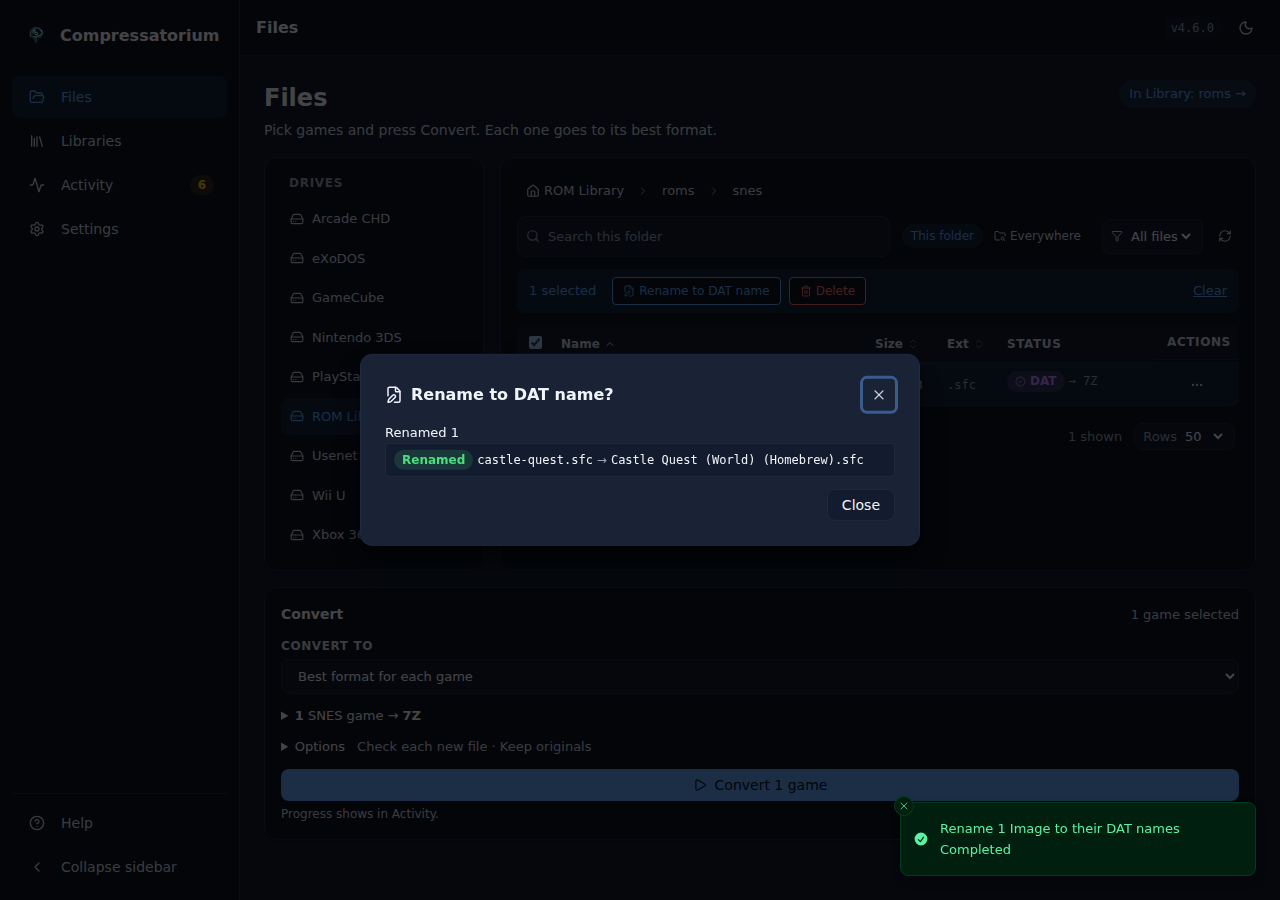 Compressatorium
Files
v4.6.0
Files
Libraries
Activity
6
Settings
Help
Collapse sidebar
Files
In Library: roms →
Pick games and press Convert. Each one goes to its best format.
DRIVES
Arcade CHD
eXoDOS
GameCube
Nintendo 3DS
PlaySta
ROM Li
Usenet
Wii U
Xbox 36
ROM Library > roms > snes
Search this folder
This folder
Everywhere
All files
1 selected
Rename to DAT name
Delete
Clear
Name
Size
Ext
STATUS
ACTIONS
.sfc
DAT → 7Z
1 shown
Rows 50
Rename to DAT name?
Renamed 1
Renamed castle-quest.sfc → Castle Quest (World) (Homebrew).sfc
Close
Convert
1 game selected
CONVERT TO
Best format for each game
1 SNES game → 7Z
Options Check each new file · Keep originals
Convert 1 game
Progress shows in Activity.
Rename 1 Image to their DAT names
Completed